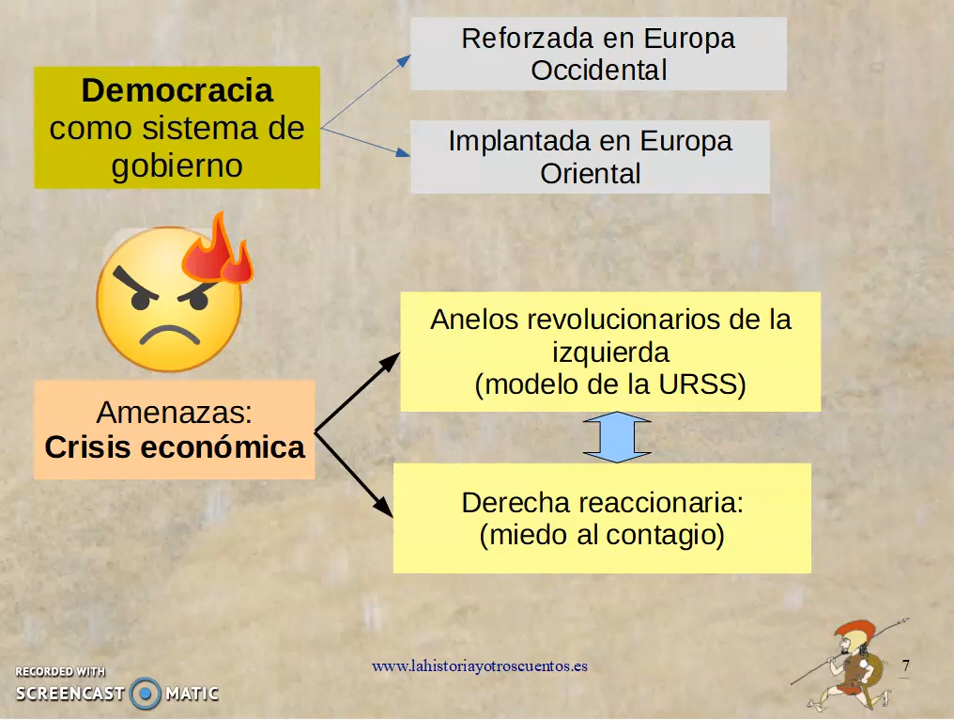 Democracia
como sistema de
gobierno
Reforzada en Europa
Occidental
Implantada en Europa
Oriental
Amenazas:
Crisis económica
Anelos revolucionarios de la
izquierda
(modelo de la URSS)
Derecha reaccionaria:
(miedo al contagio)
RECORDED WITH
SCREENCAST MATIC
www.lahistoriayotroscuentos.es
7